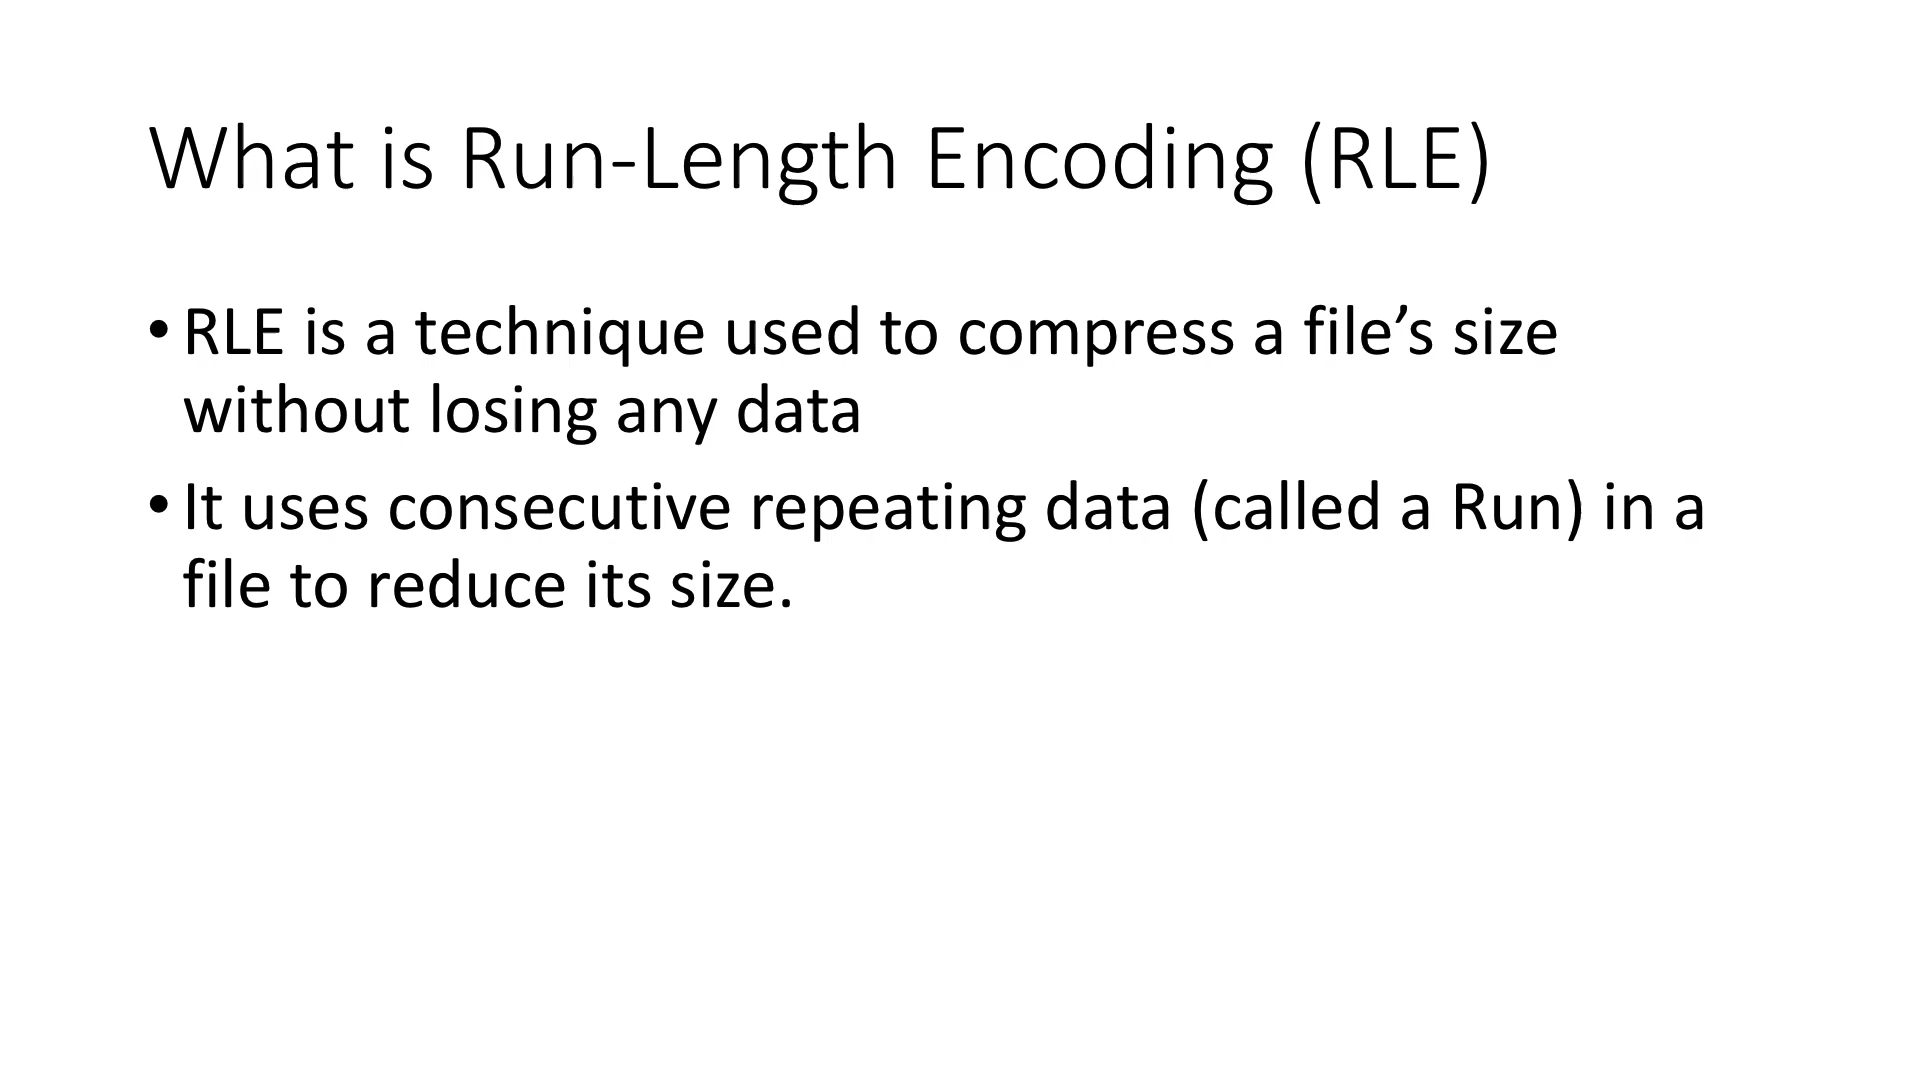 What is Run-Length Encoding (RLE)
• RLE is a technique used to compress a file’s size
without losing any data
• It uses consecutive repeating data (called a Run) in a
file to reduce its size.